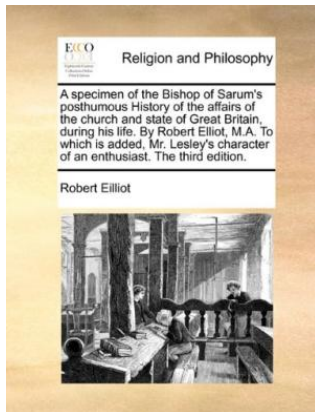 ECCO
Religion and Philosophy
A specimen of the Bishop of Sarum's
posthumous History of the affairs of
the church and state of Great Britain,
during his life. By Robert Elliot, M.A. To
which is added, Mr. Lesley's character
of an enthusiast. The third edition.
Robert Eilliot